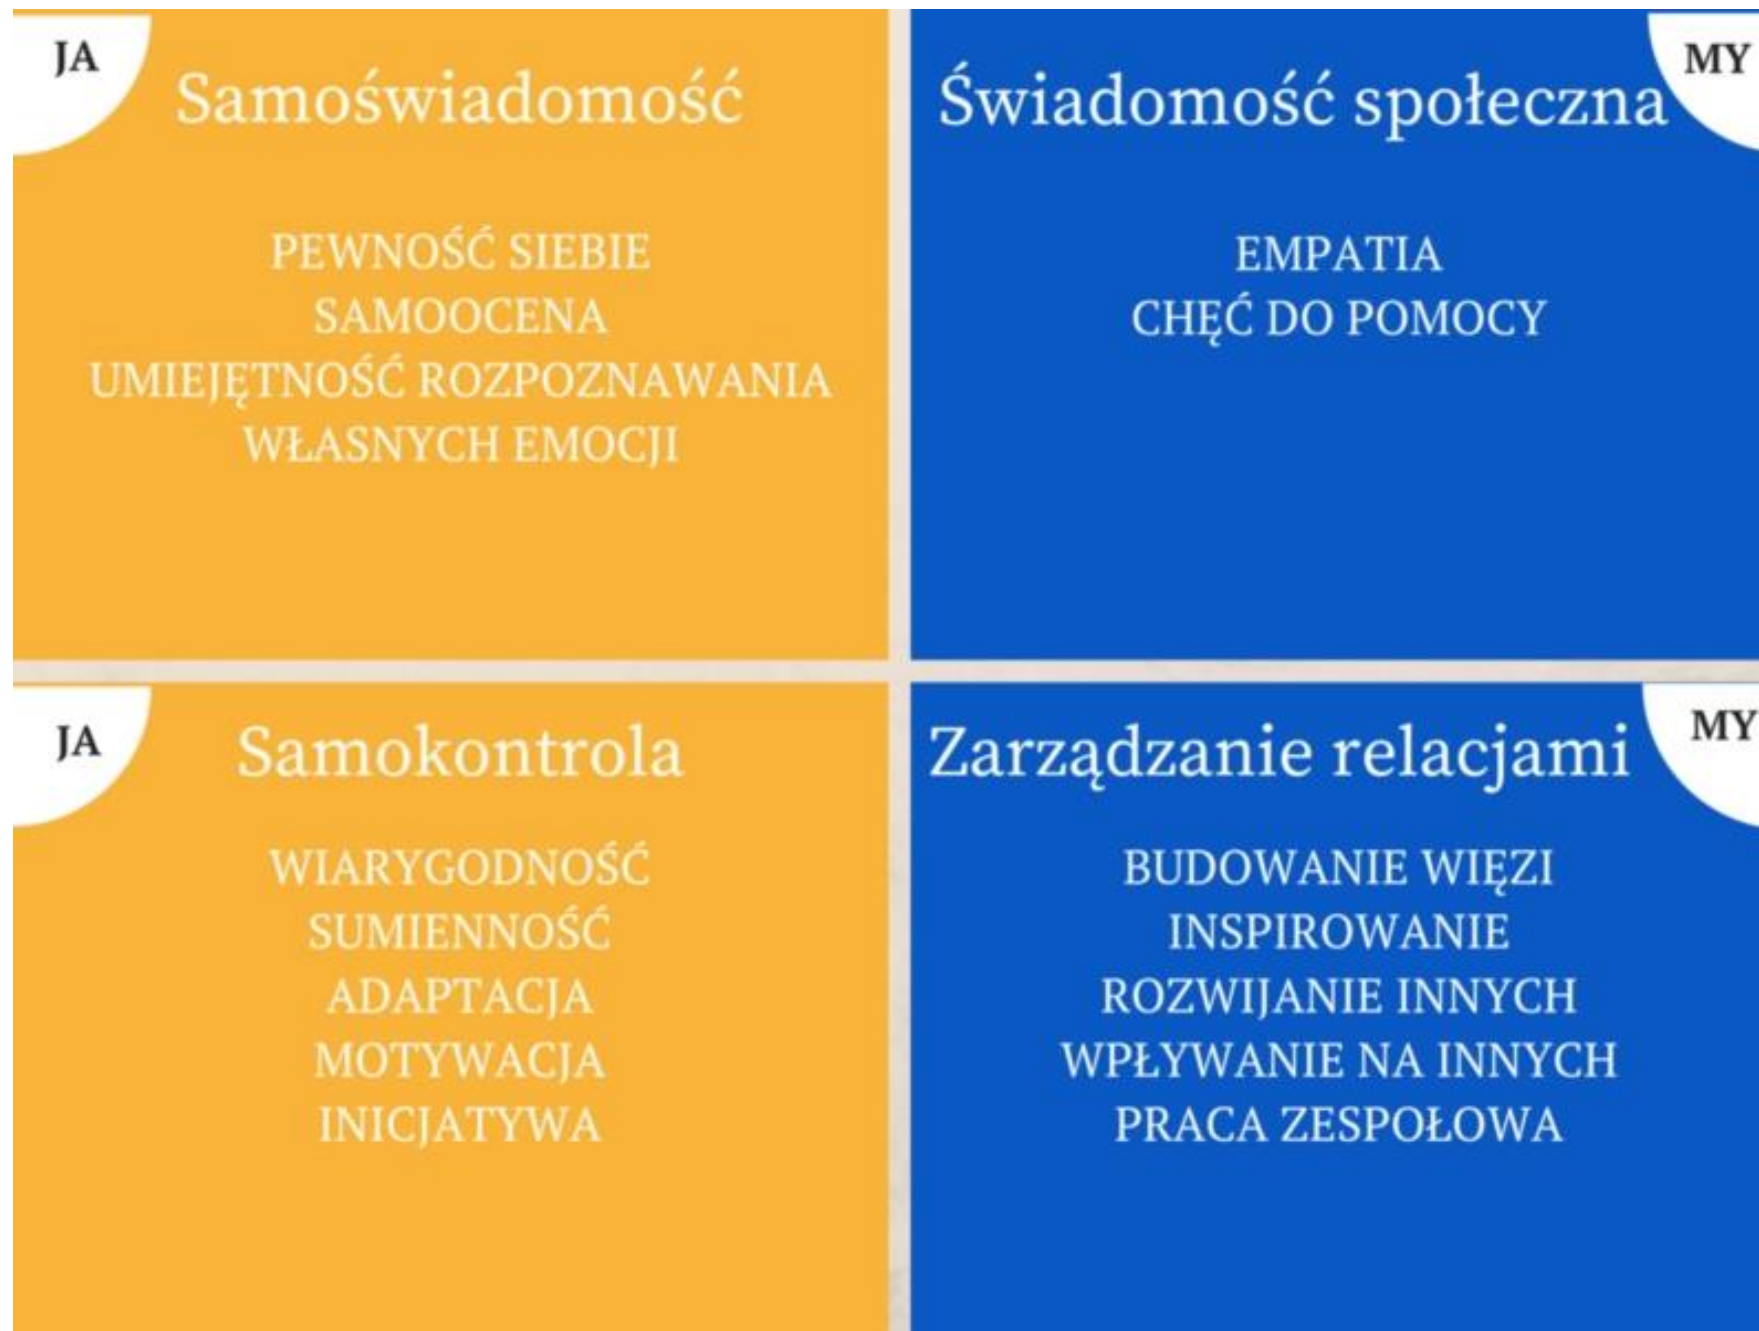 JA
Samoświadomość
PEWNOŚĆ SIEBIE
SAMOOCENA
UMIEJĘTNOŚĆ ROZPOZNAWANIA
WŁASNYCH EMOCJI
MY
Świadomość społeczna
EMPATIA
CHĘĆ DO POMOCY
JA
Samokontrola
WIARYGODNOŚĆ
SUMIENNOŚĆ
ADAPTACJA
MOTYWACJA
INICJATYWA
MY
Zarządzanie relacjami
BUDOWANIE WIĘZI
INSPIROWANIE
ROZWIJANIE INNYCH
WPŁYWANIE NA INNYCH
PRACA ZESPOŁOWA